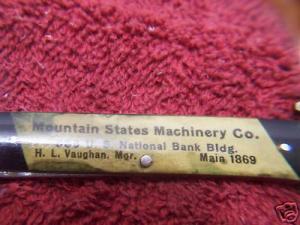 Mountain States Machinery Co.
U.S. National Bank Bldg.
H. L. Vaughan, Mgr. Main 1869